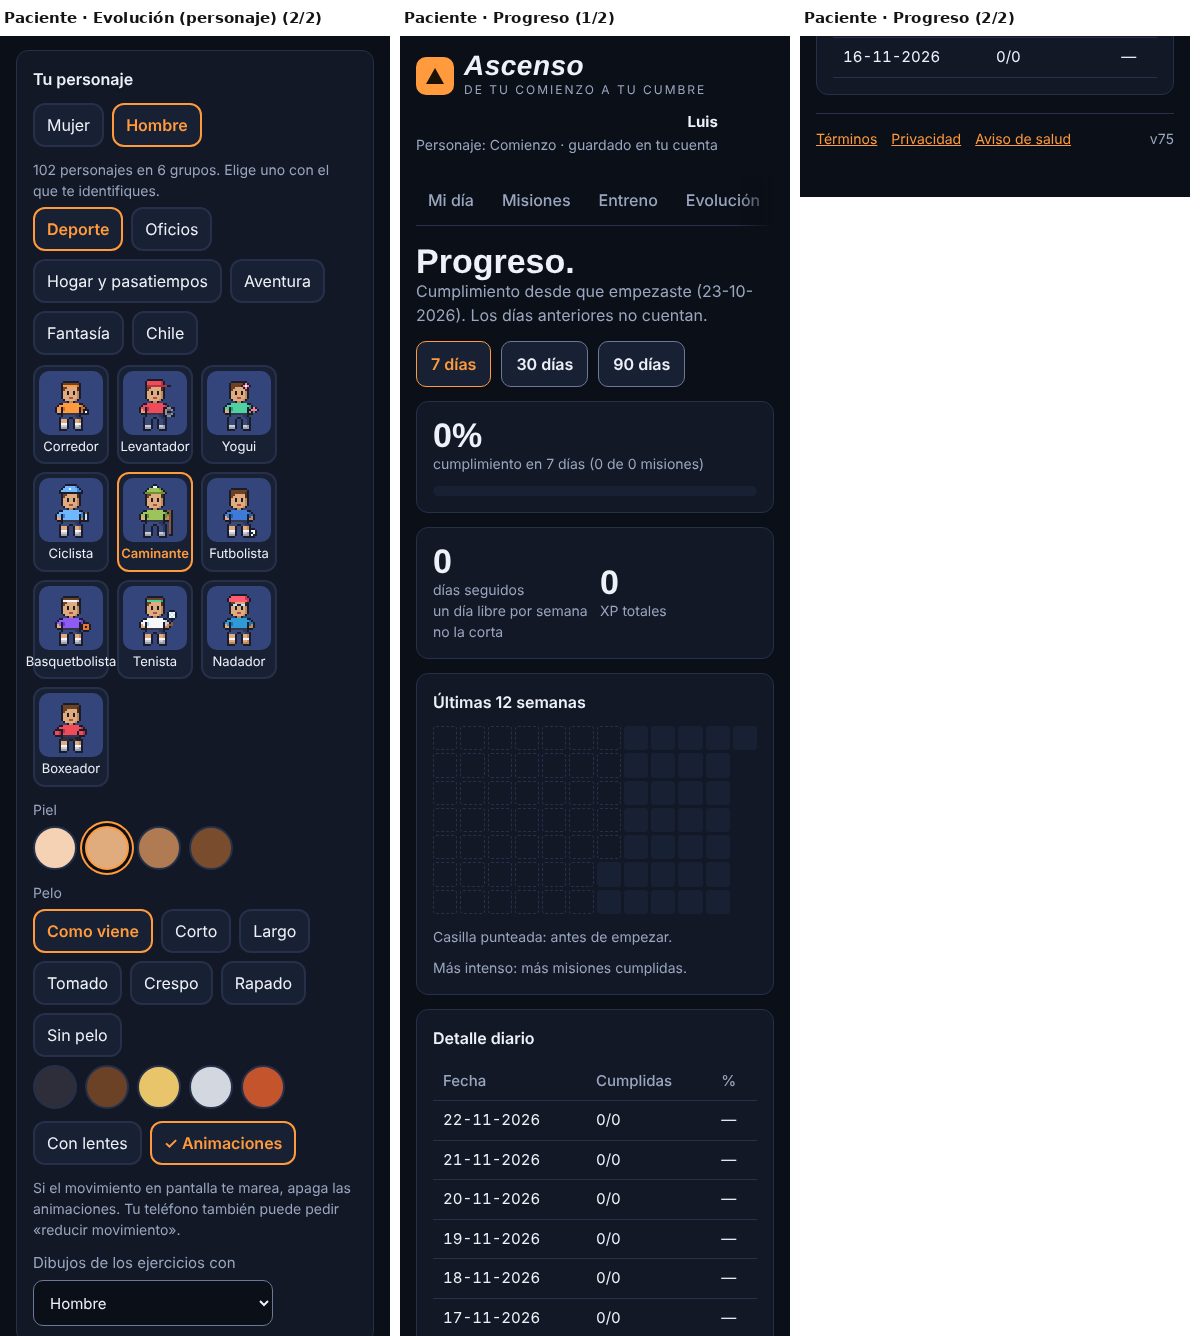 Paciente · Evolución (personaje) (2/2)
Tu personaje
Mujer
Hombre
102 personajes en 6 grupos. Elige uno con el
que te identifiques.
Deporte
Oficios
Hogar y pasatiempos
Aventura
Fantasía
Chile
Corredor
Levantador
Yogui
Ciclista
Caminante
Futbolista
Basquetbolista
Tenista
Nadador
Boxeador
Piel
Pelo
Como viene
Corto
Largo
Tomado
Crespo
Rapado
Sin pelo
Con lentes
✓ Animaciones
Si el movimiento en pantalla te marea, apaga las
animaciones. Tu teléfono también puede pedir
«reducir movimiento».
Dibujos de los ejercicios con
Hombre
Paciente · Progreso (1/2)
Ascenso
DE TU COMIENZO A TU CUMBRE
Luis
Personaje: Comienzo · guardado en tu cuenta
Mi día
Misiones
Entreno
Evolución
Progreso.
Cumplimiento desde que empezaste (23-10-
2026). Los días anteriores no cuentan.
7 días
30 días
90 días
0%
cumplimiento en 7 días (0 de 0 misiones)
0
días seguidos
un día libre por semana
no la corta
0
XP totales
Últimas 12 semanas
Casilla punteada: antes de empezar.
Más intenso: más misiones cumplidas.
Detalle diario
Fecha Cumplidas %
22-11-2026 0/0 —
21-11-2026 0/0 —
20-11-2026 0/0 —
19-11-2026 0/0 —
18-11-2026 0/0 —
17-11-2026 0/0 —
Paciente · Progreso (2/2)
16-11-2026 0/0 —
Términos Privacidad Aviso de salud v75